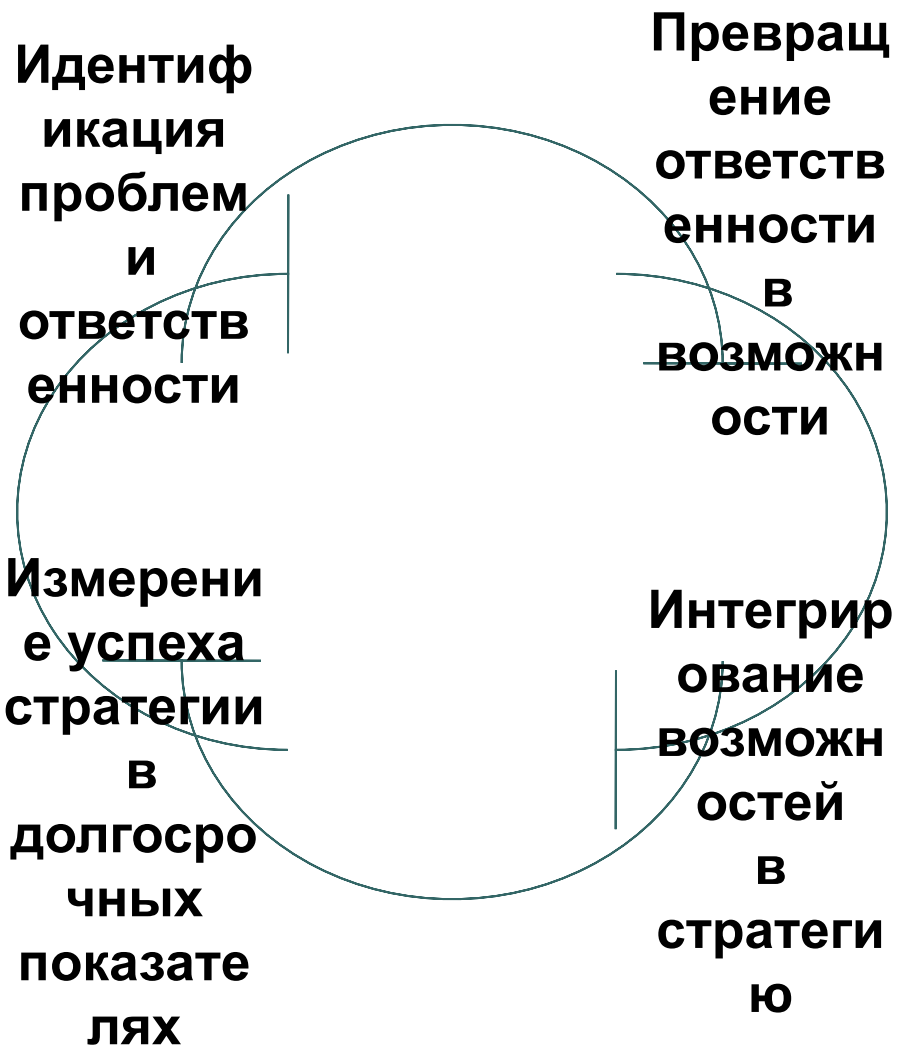 Идентиф
икация
проблем
и
ответств
енности
Превращ
ение
ответств
енности
в
возможн
ости
Измерени
е успеха
стратегии
в
долгосро
чных
показате
лях
Интегрир
ование
возможн
остей
в
стратеги
ю